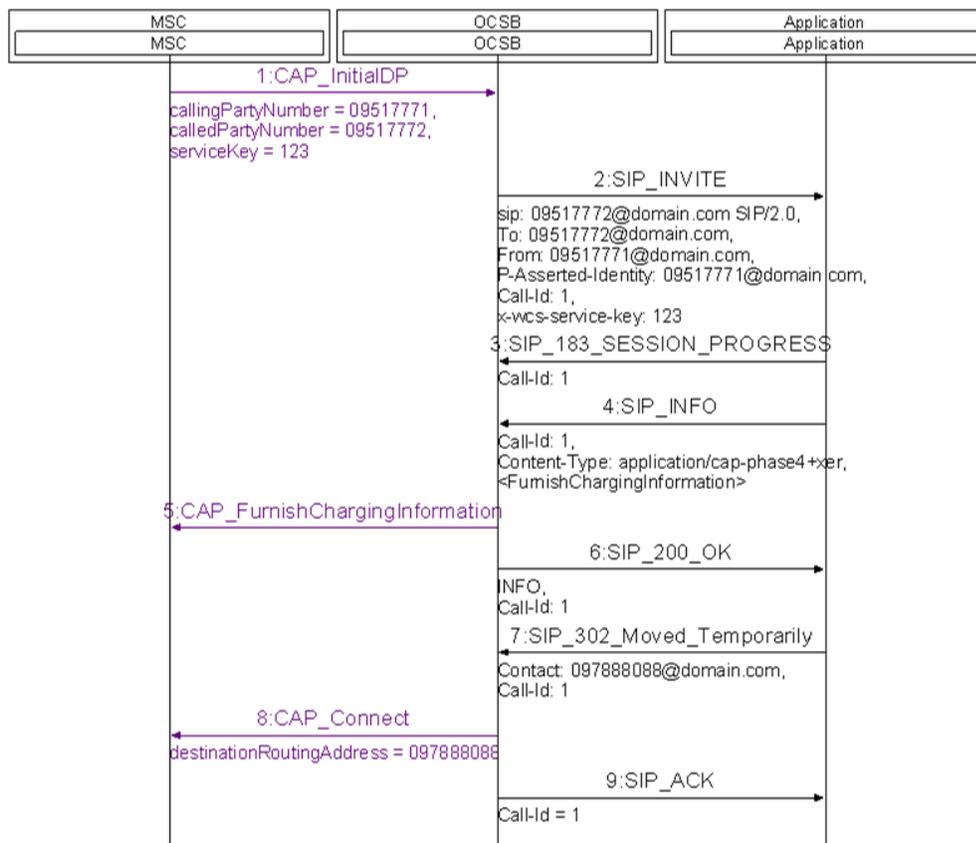 MSC
OCSB
Application
MSC
OCSB
Application
1:CAP_InitialDP
callingPartyNumber = 09517771,
calledPartyNumber = 09517772,
serviceKey = 123
2:SIP_INVITE
sip: 09517772@domain.com SIP/2.0,
To: 09517772@domain.com,
From: 09517771@domain.com,
P-Asserted-Identity: 09517771@domain.com,
Call-Id: 1,
x-wcs-service-key: 123
3:SIP_183_SESSION_PROGRESS
Call-Id: 1
4:SIP_INFO
Call-Id: 1,
Content-Type: application/cap-phase4+xer,
<FurnishChargingInformation>
5:CAP_FurnishChargingInformation
6:SIP_200_OK
INFO,
Call-Id: 1
7:SIP_302_Moved_Temporarily
Contact: 097888088@domain.com,
Call-Id: 1
8:CAP_Connect
destinationRoutingAddress = 097888088
9:SIP_ACK
Call-Id = 1